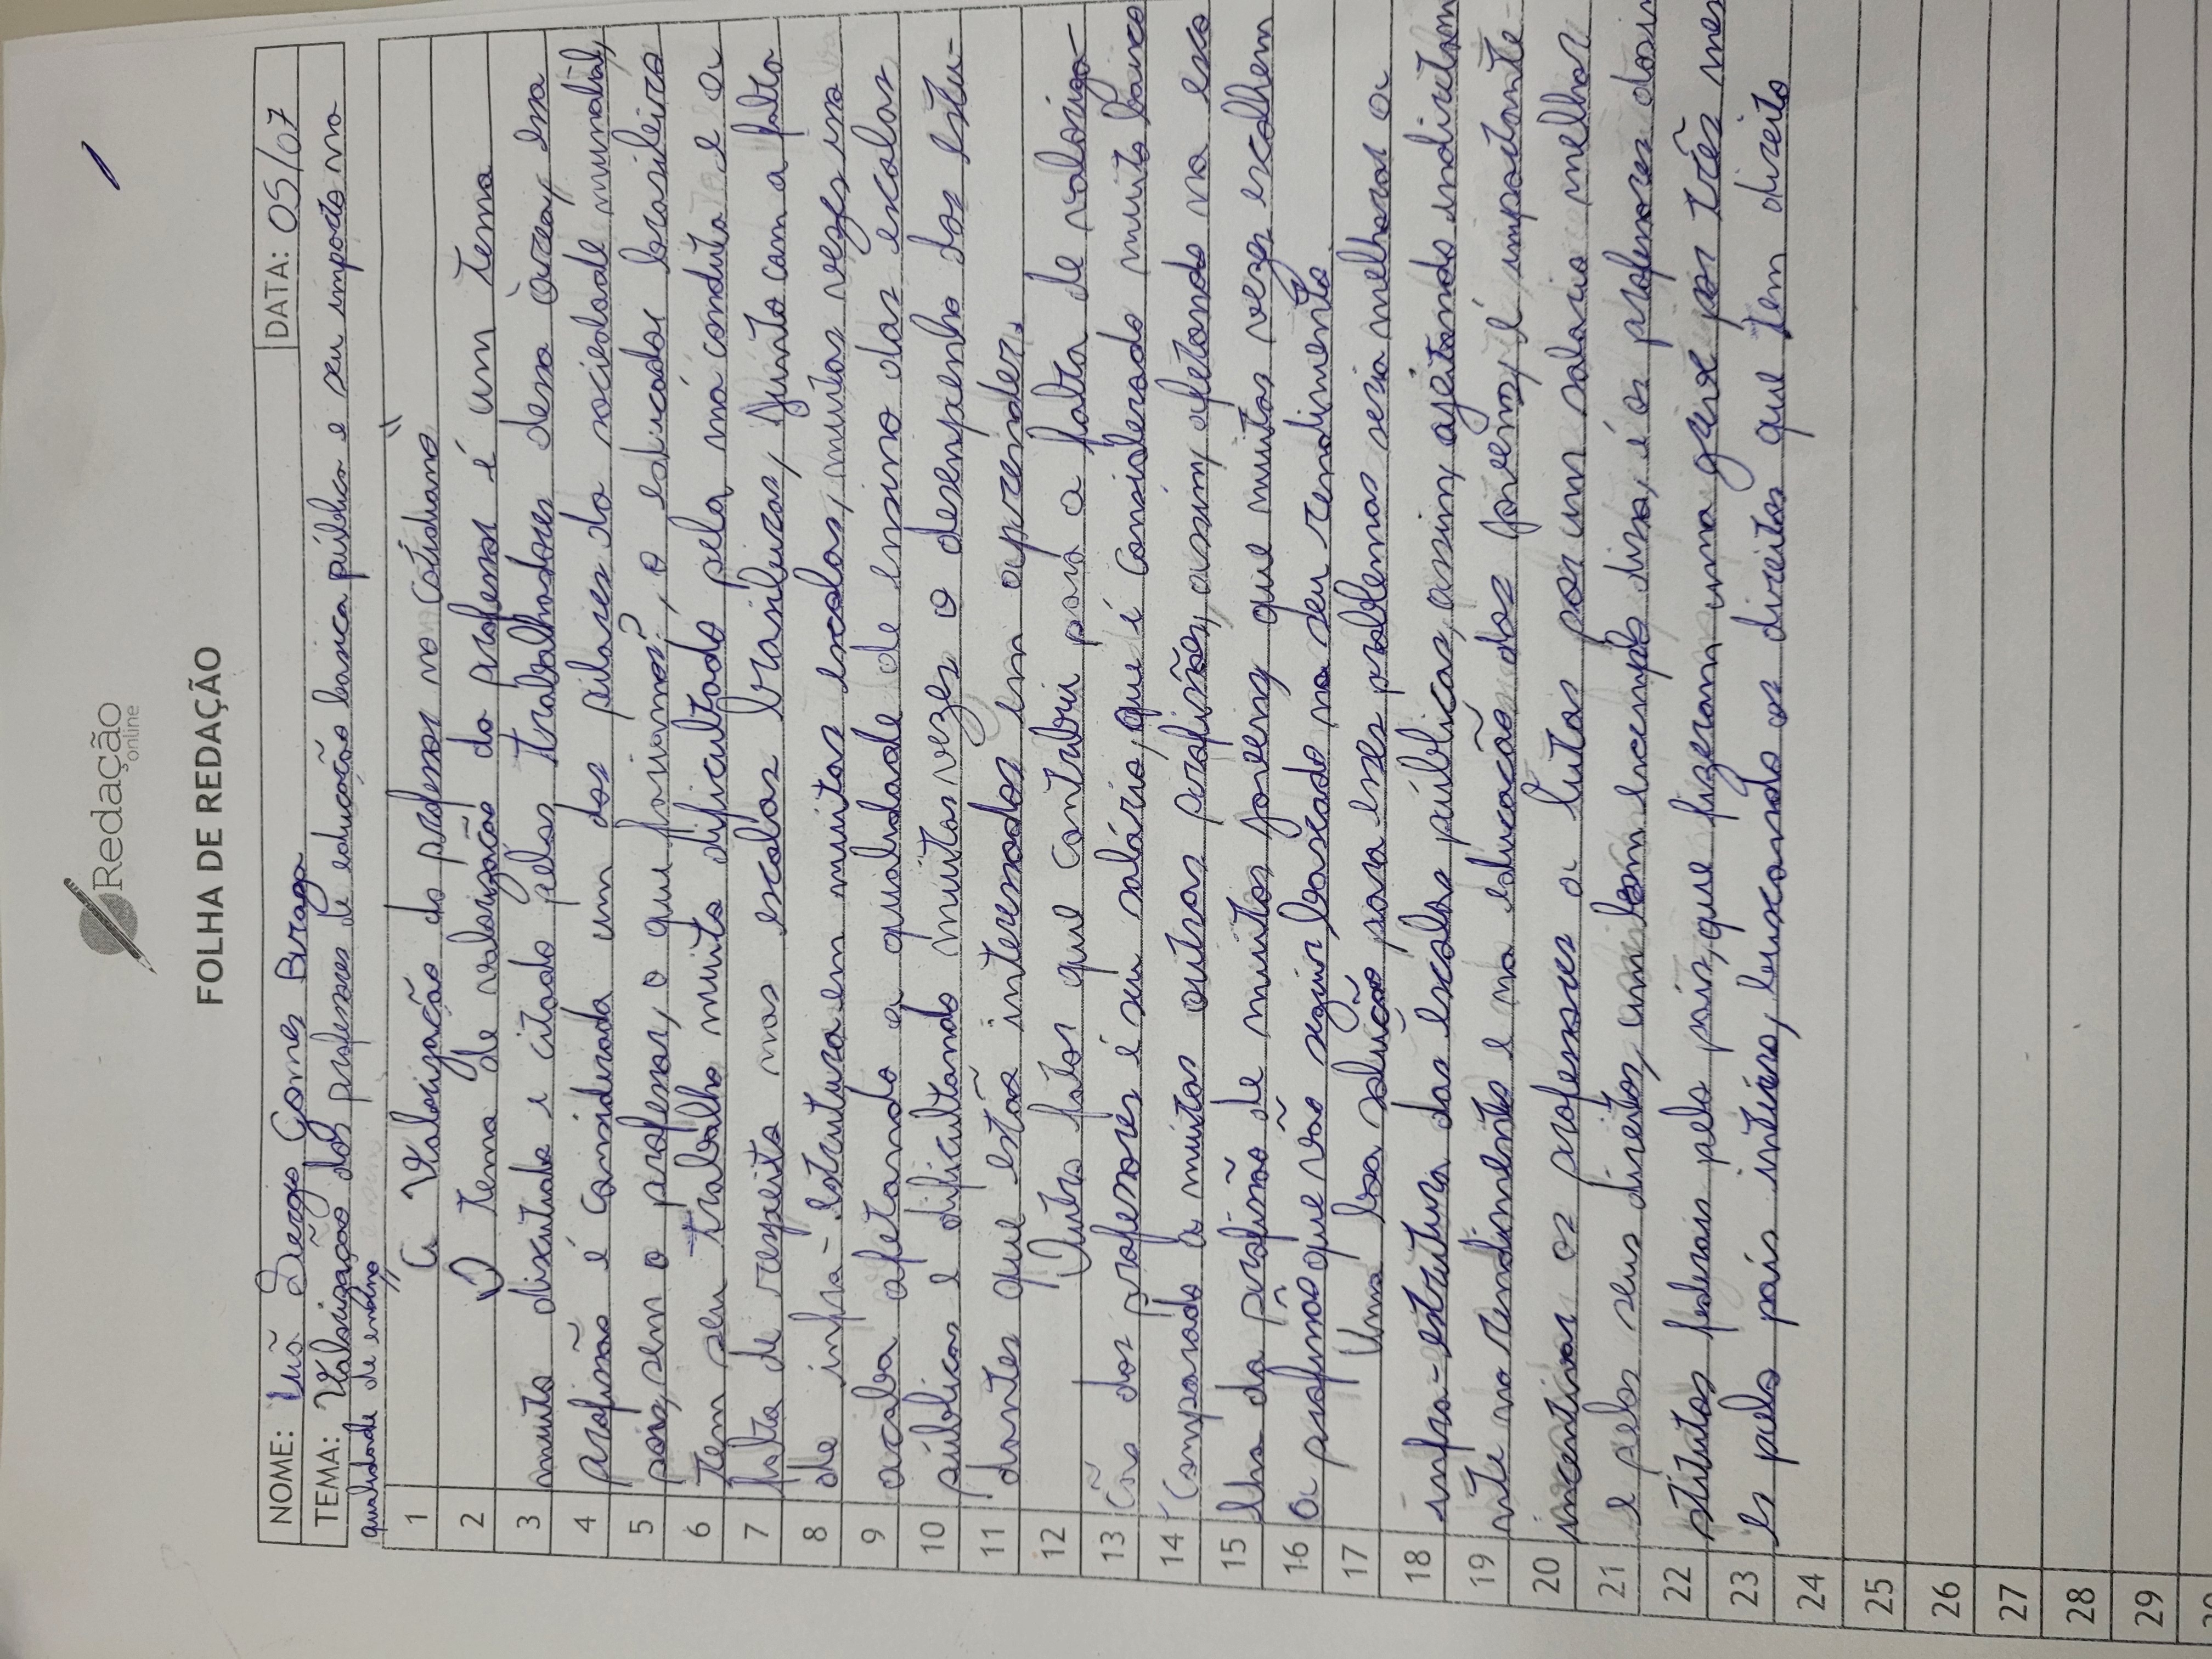 Redação
online
FOLHA DE REDAÇÃO
NOME: Luã Sergio Gomes Braga DATA: 05/07
TEMA: Valorização dos professores de educação basica pública e seu impacto na
qualidade de ensino
1 "A Valorização do professor no cotidiano"
2 O tema de valorização do professor é um tema
3 muito discutido e citado pelos trabalhadores dessa àrea, essa
4 profissão é considerada um dos pilares da sociedade mundial,
5 pois, sem o professor, o que fariamos?, o educador brasileiro
6 tem seu trabalho muito dificultado pela má conduta e a
7 falta de respeito nas escolas brasileiras, junto com a falta
8 de infra-estrutura em muitas escolas, muitas vezes isso
9 acaba afetando a qualidade de ensino das escolas
10 públicas e dificultando muitas vezes o desempenho dos estu-
11 dantes que estão interessados em aprender.
12 Outro fator que contribui para a falta de valoriza-
13 ção dos professores é seu salário, que é considerado muito baixo
14 comparado a muitas outras profissões, assim, afetando na esco
15 lha da profissão de muitos jovens que muitas vezes escolhem
16 a profissão que vão seguir baseado no seu rendimento.
17 Uma boa solução para esses problemas seria melhorar a
18 infra-estrutura das escolas públicas, assim, ajeitando indiretame
19 nte no rendimento e na educação dos jovens, é importante
20 incentivar os professores a lutar por um salario melhor
21 e pelos seus direitos, um bom exemplo disso, é os professores dos in
22 stitutos federais pelo país, que fizeram uma greve por três mes
23 es pelo país inteiro, buscando os direitos que tem direito
24
25
26
27
28
29